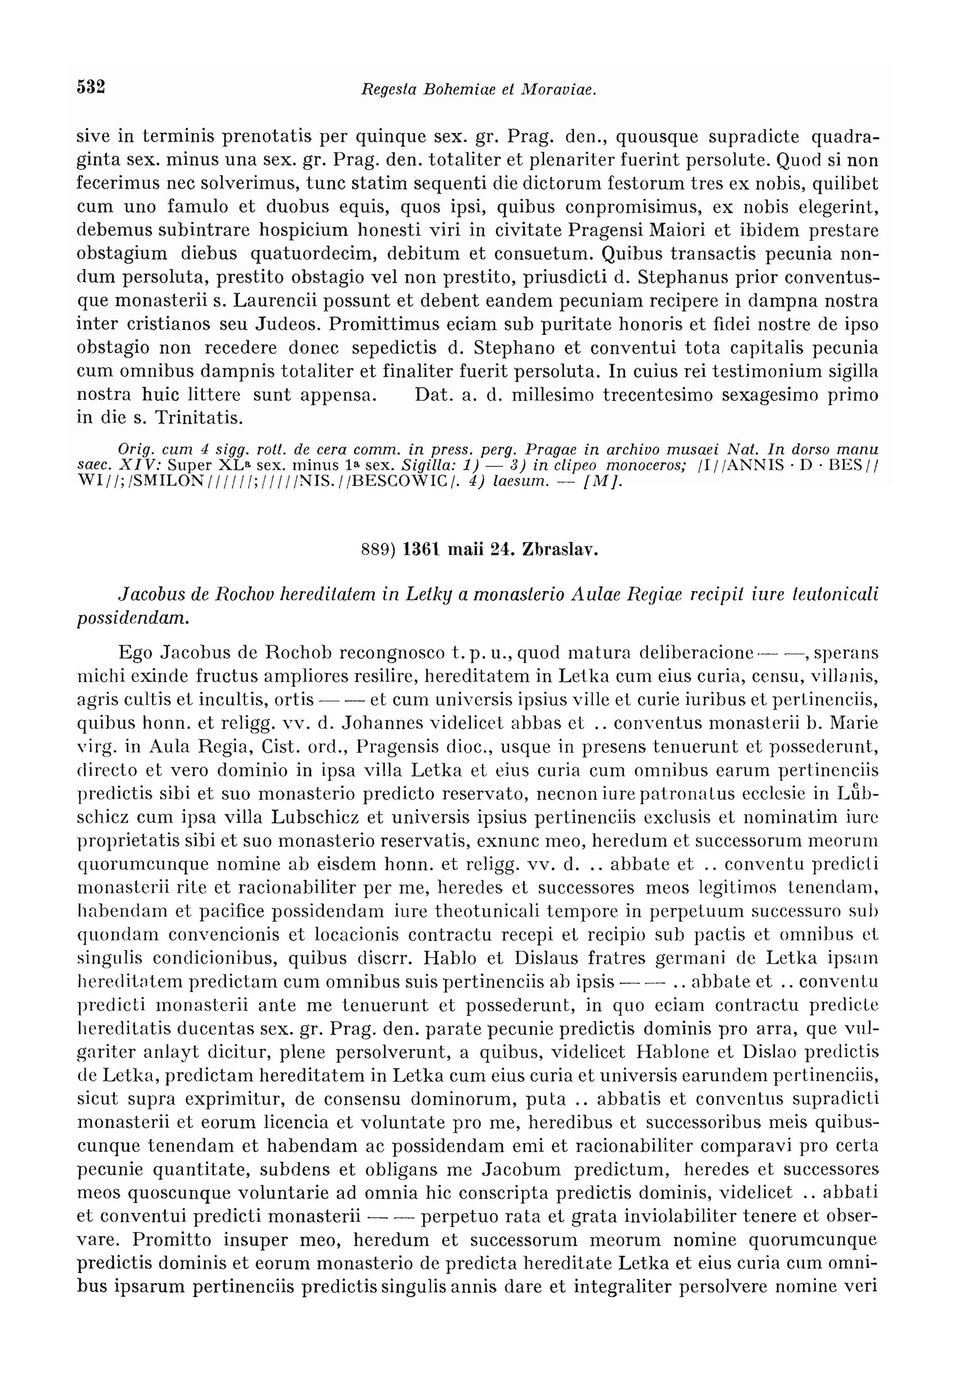 532 Regesta Bohemiae et Moraviae.
sive in terminis prenotatis per quinque sex. gr. Prag. den., quousque supradicte quadra-
ginta sex. minus una sex. gr. Prag. den. totaliter et plenariter fuerint persolute. Quod si non
fecerimus nec solverimus, tunc statim sequenti die dictorum festorum tres ex nobis, quilibet
cum uno famulo et duobus equis, quos ipsi, quibus conpromisimus, ex nobis elegerint,
debemus subintrare hospicium honesti viri in civitate Pragensi Maiori et ibidem prestare
obstagium diebus quatuordecim, debitum et consuetum. Quibus transactis pecunia non-
dum persoluta, prestito obstagio vel non prestito, priusdicti d. Stephanus prior conventus-
que monasterii s. Laurencii possunt et debent eandem pecuniam recipere in dampna nostra
inter cristianos seu Judeos. Promittimus eciam sub puritate honoris et fidei nostre de ipso
obstagio non recedere donec sepedictis d. Stephano et conventui tota capitalis pecunia
cum omnibus dampnis totaliter et finaliter fuerit persoluta. In cuius rei testimonium sigilla
nostra huic littere sunt appensa. Dat. a. d. millesimo trecentesimo sexagesimo primo
in die s. Trinitatis.
Orig. cum 4 sigg. rott. de cera comm. in press. perg. Pragae in archivo musaei Nat. In dorso manu
saec. XIV: Super XLª sex. minus 1ª sex. Sigilla: 1) — 3) in clipeo monoceros; /I//ANNIS · D · BES//
WI//;/SMILON//////;/////NIS.//BESCOWIC/. 4) laesum. — [M].
889) 1361 maii 24. Zbraslav.
Jacobus de Rochov hereditatem in Letky a monasterio Aulae Regiae recipit iure teutonicali
possidendam.
Ego Jacobus de Rochob recongnosco t. p. u., quod matura deliberacione — —, sperans
michi exinde fructus ampliores resilire, hereditatem in Letka cum eius curia, censu, villanis,
agris cultis et incultis, ortis — — et cum universis ipsius ville et curie iuribus et pertinenciis,
quibus honn. et religg. vv. d. Johannes videlicet abbas et .. conventus monasterii b. Marie
virg. in Aula Regia, Cist. ord., Pragensis dioc., usque in presens tenuerunt et possederunt,
directo et vero dominio in ipsa villa Letka et eius curia cum omnibus earum pertinenciis
predictis sibi et suo monasterio predicto reservato, necnon iure patronatus ecclesie in Luͤb-
schicz cum ipsa villa Lubschicz et universis ipsius pertinenciis exclusis et nominatim iure
proprietatis sibi et suo monasterio reservatis, exnunc meo, heredum et successorum meorum
quorumcunque nomine ab eisdem honn. et religg. vv. d. .. abbate et .. conventu predicti
monasterii rite et racionabiliter per me, heredes et successores meos legitimos tenendam,
habendam et pacifice possidendam iure theotunicali tempore in perpetuum successuro sub
quondam convencionis et locacionis contractu recepi et recipio sub pactis et omnibus et
singulis condicionibus, quibus discrr. Hablo et Dislaus fratres germani de Letka ipsam
hereditatem predictam cum omnibus suis pertinenciis ab ipsis — — .. abbate et .. conventu
predicti monasterii ante me tenuerunt et possederunt, in quo eciam contractu predicte
hereditatis ducentas sex. gr. Prag. den. parate pecunie predictis dominis pro arra, que vul-
gariter anlayt dicitur, plene persolverunt, a quibus, videlicet Hablone et Dislao predictis
de Letka, predictam hereditatem in Letka cum eius curia et universis earundem pertinenciis,
sicut supra exprimitur, de consensu dominorum, puta .. abbatis et conventus supradicti
monasterii et eorum licencia et voluntate pro me, heredibus et successoribus meis quibus-
cunque tenendam et habendam ac possidendam emi et racionabiliter comparavi pro certa
pecunie quantitate, subdens et obligans me Jacobum predictum, heredes et successores
meos quoscunque voluntarie ad omnia hic conscripta predictis dominis, videlicet .. abbati
et conventui predicti monasterii — — perpetuo rata et grata inviolabiliter tenere et obser-
vare. Promitto insuper meo, heredum et successorum meorum nomine quorumcunque
predictis dominis et eorum monasterio de predicta hereditate Letka et eius curia cum omni-
bus ipsarum pertinenciis predictis singulis annis dare et integraliter persolvere nomine veri